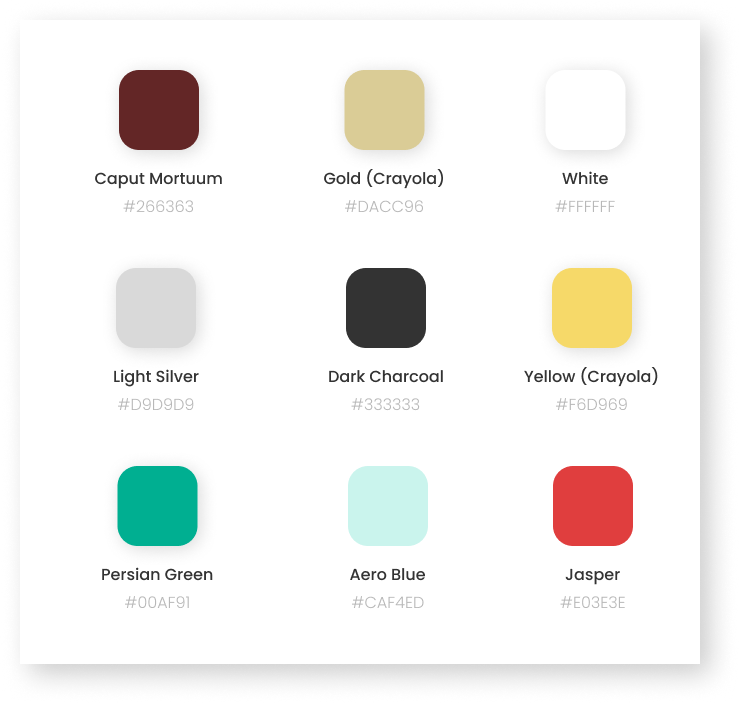 Caput Mortuum
#266363
Gold (Crayola)
#DACC96
White
#FFFFFF
Light Silver
#D9D9D9
Dark Charcoal
#333333
Yellow (Crayola)
#F6D969
Persian Green
#00AF91
Aero Blue
#CAF4ED
Jasper
#E03E3E